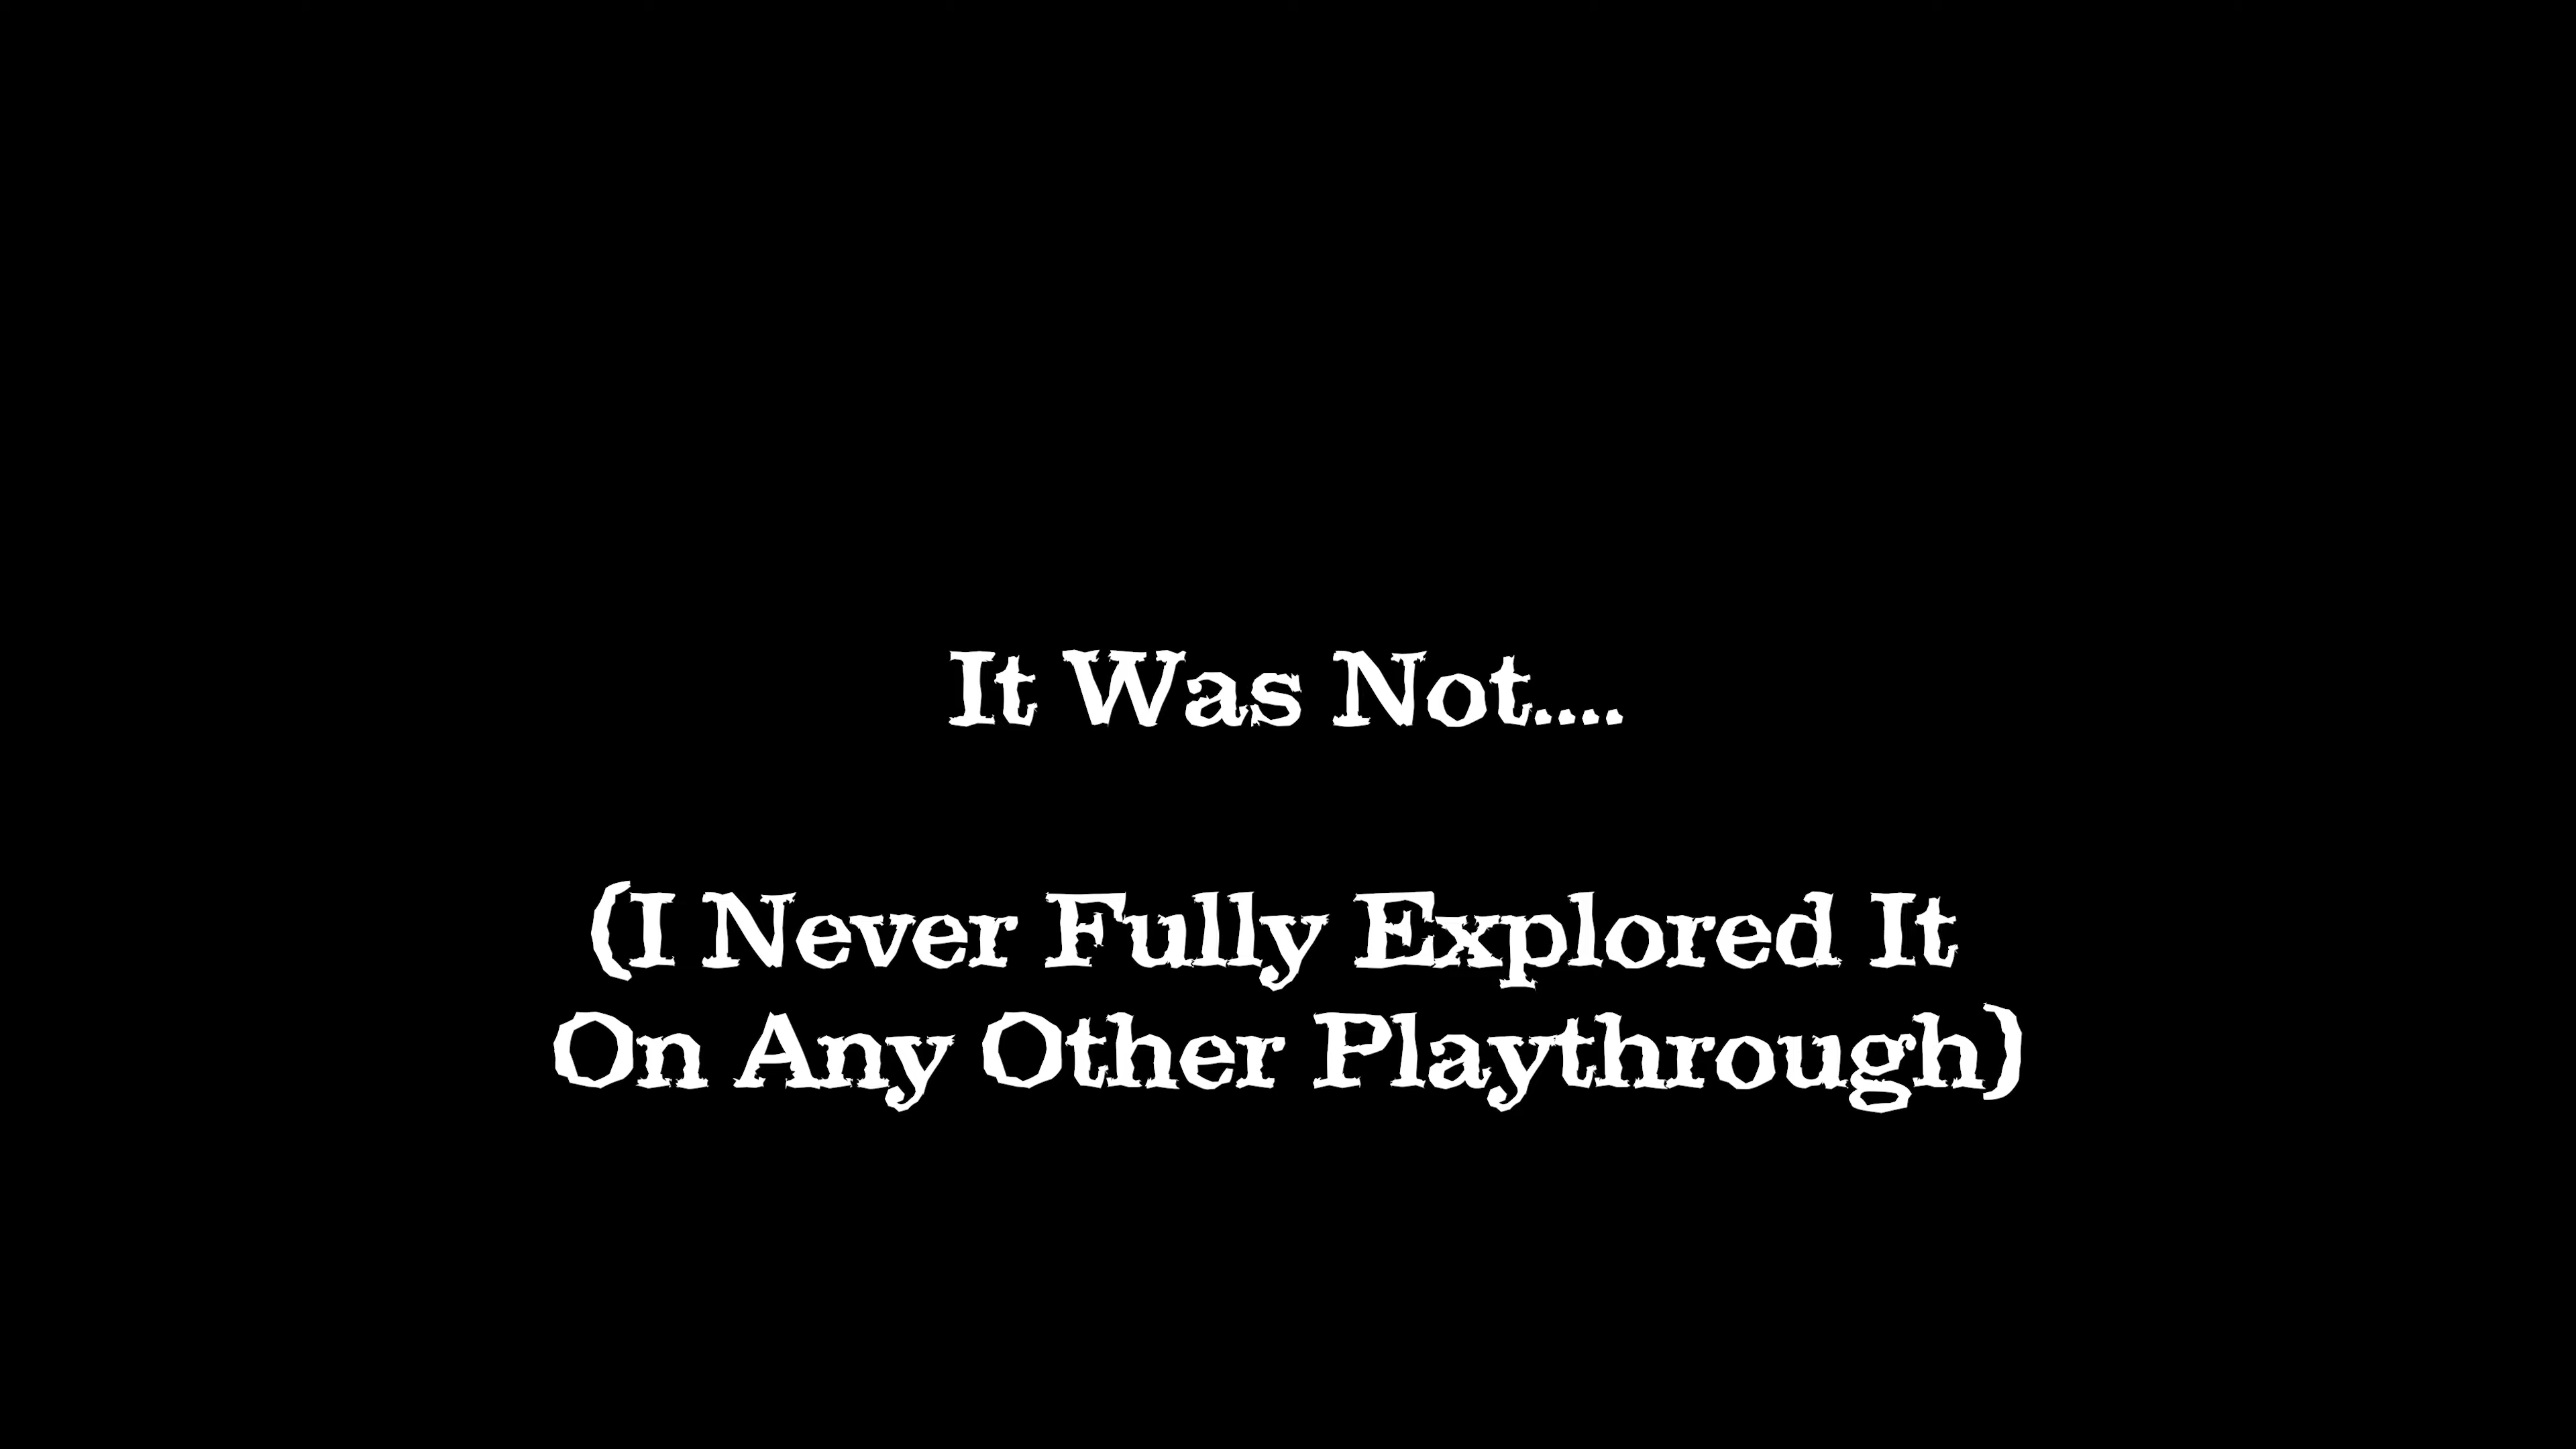 It Was Not....
(I Never Fully Explored It
On Any Other Playthrough)